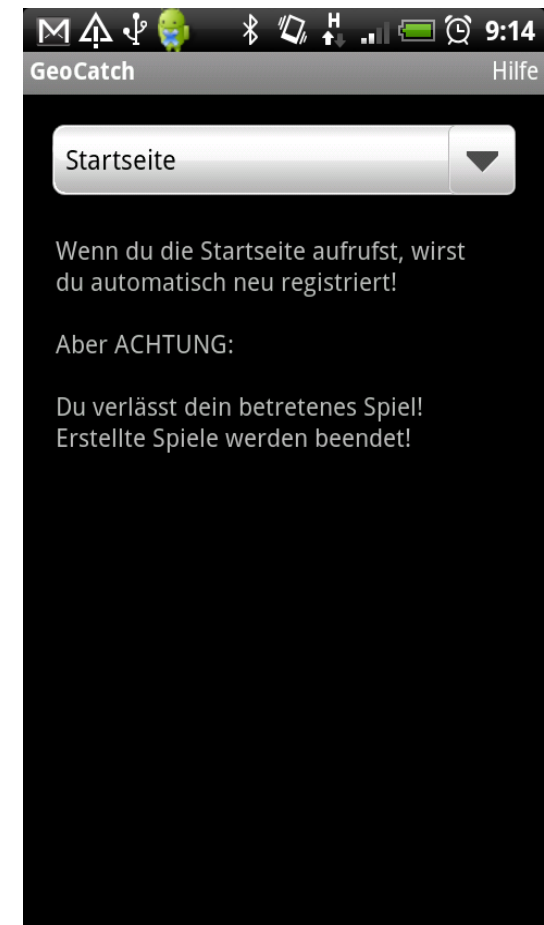 H
9:14
GeoCatch Hilfe
Startseite
Wenn du die Startseite aufrufst, wirst
du automatisch neu registriert!
Aber ACHTUNG:
Du verlässt dein betretenes Spiel!
Erstellte Spiele werden beendet!